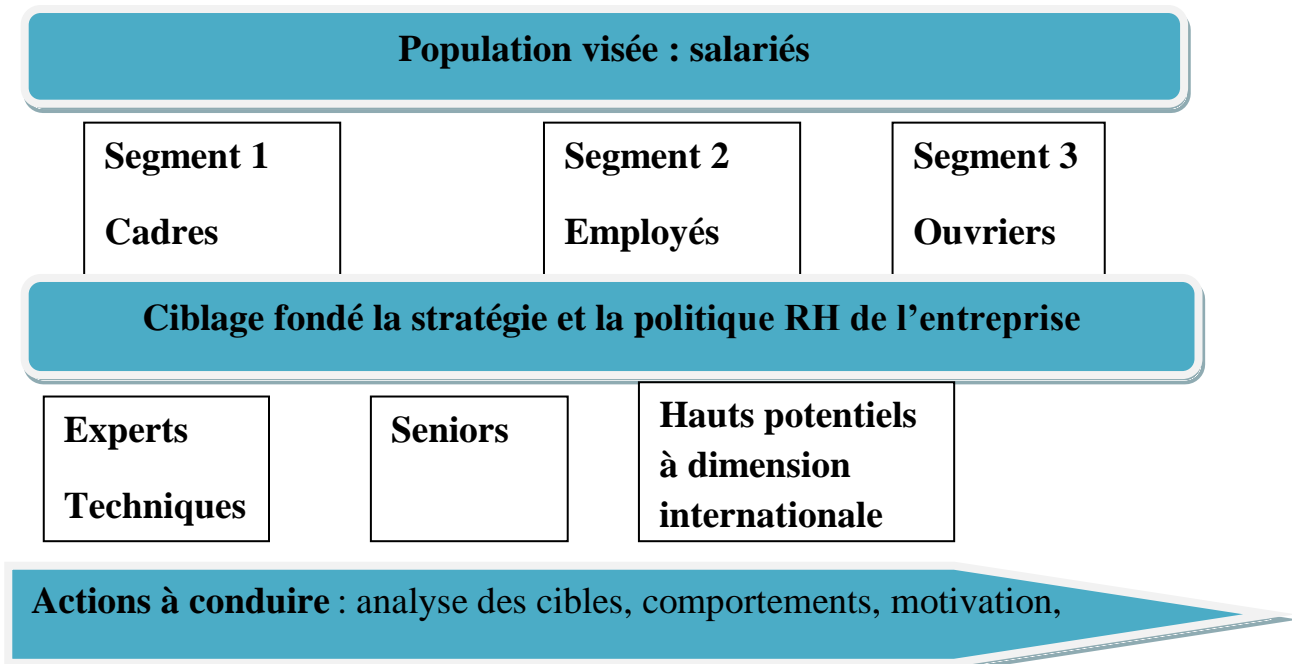 Population visée : salariés
Segment 1
Cadres
Segment 2
Employés
Segment 3
Ouvriers
Ciblage fondé la stratégie et la politique RH de l’entreprise
Experts
Techniques
Seniors
Hauts potentiels
à dimension
internationale
Actions à conduire : analyse des cibles, comportements, motivation,